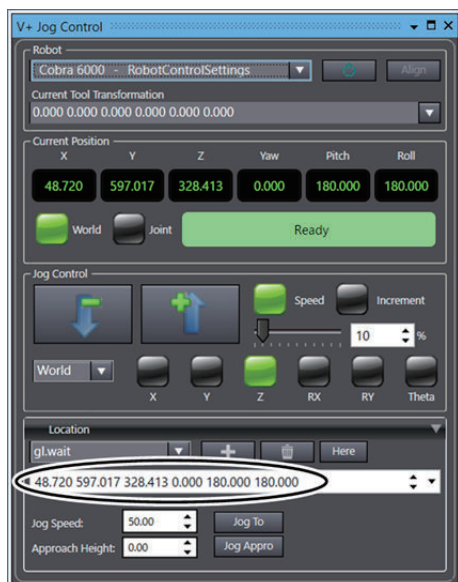 V+ Jog Control
Robot
Cobra 6000 - RobotControlSettings
Align
Current Tool Transformation
0.000 0.000 0.000 0.000 0.000 0.000
Current Position
X Y Z Yaw Pitch Roll
48.720 597.017 328.413 0.000 180.000 180.000
World Joint Ready
Jog Control
Speed Increment
10 %
World
X Y Z RX RY Theta
Location
gl.wait Here
48.720 597.017 328.413 0.000 180.000 180.000
Jog Speed: 50.00 Jog To
Approach Height: 0.00 Jog Appro